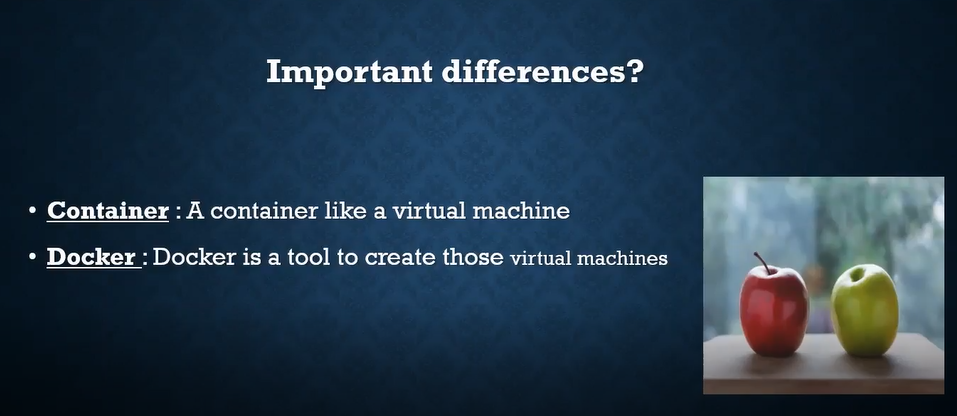 Important differences?
• Container : A container like a virtual machine
• Docker : Docker is a tool to create those virtual machines